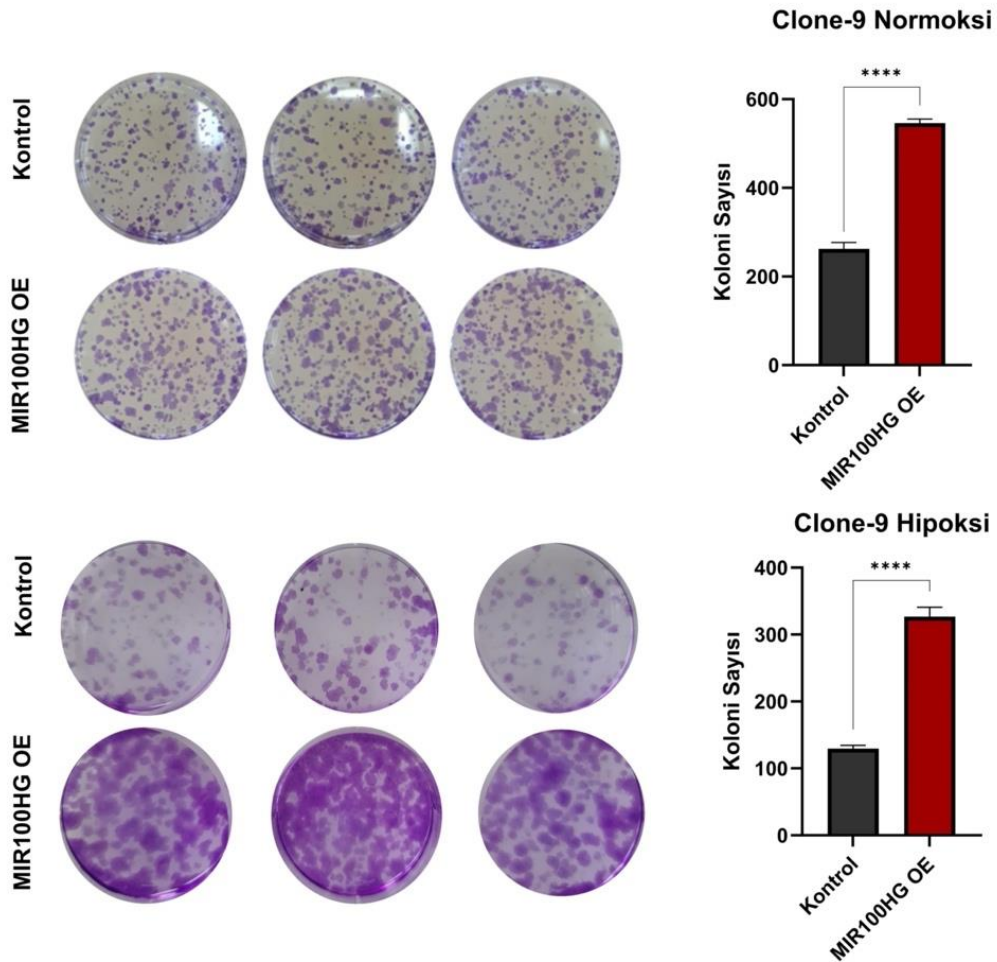 Clone-9 Normoksi
Kontrol
MIR100HG OE
****
Koloni Sayısı
600
400
200
0
Kontrol
MIR100HG OE
Clone-9 Hipoksi
Kontrol
MIR100HG OE
****
Koloni Sayısı
400
300
200
100
0
Kontrol
MIR100HG OE